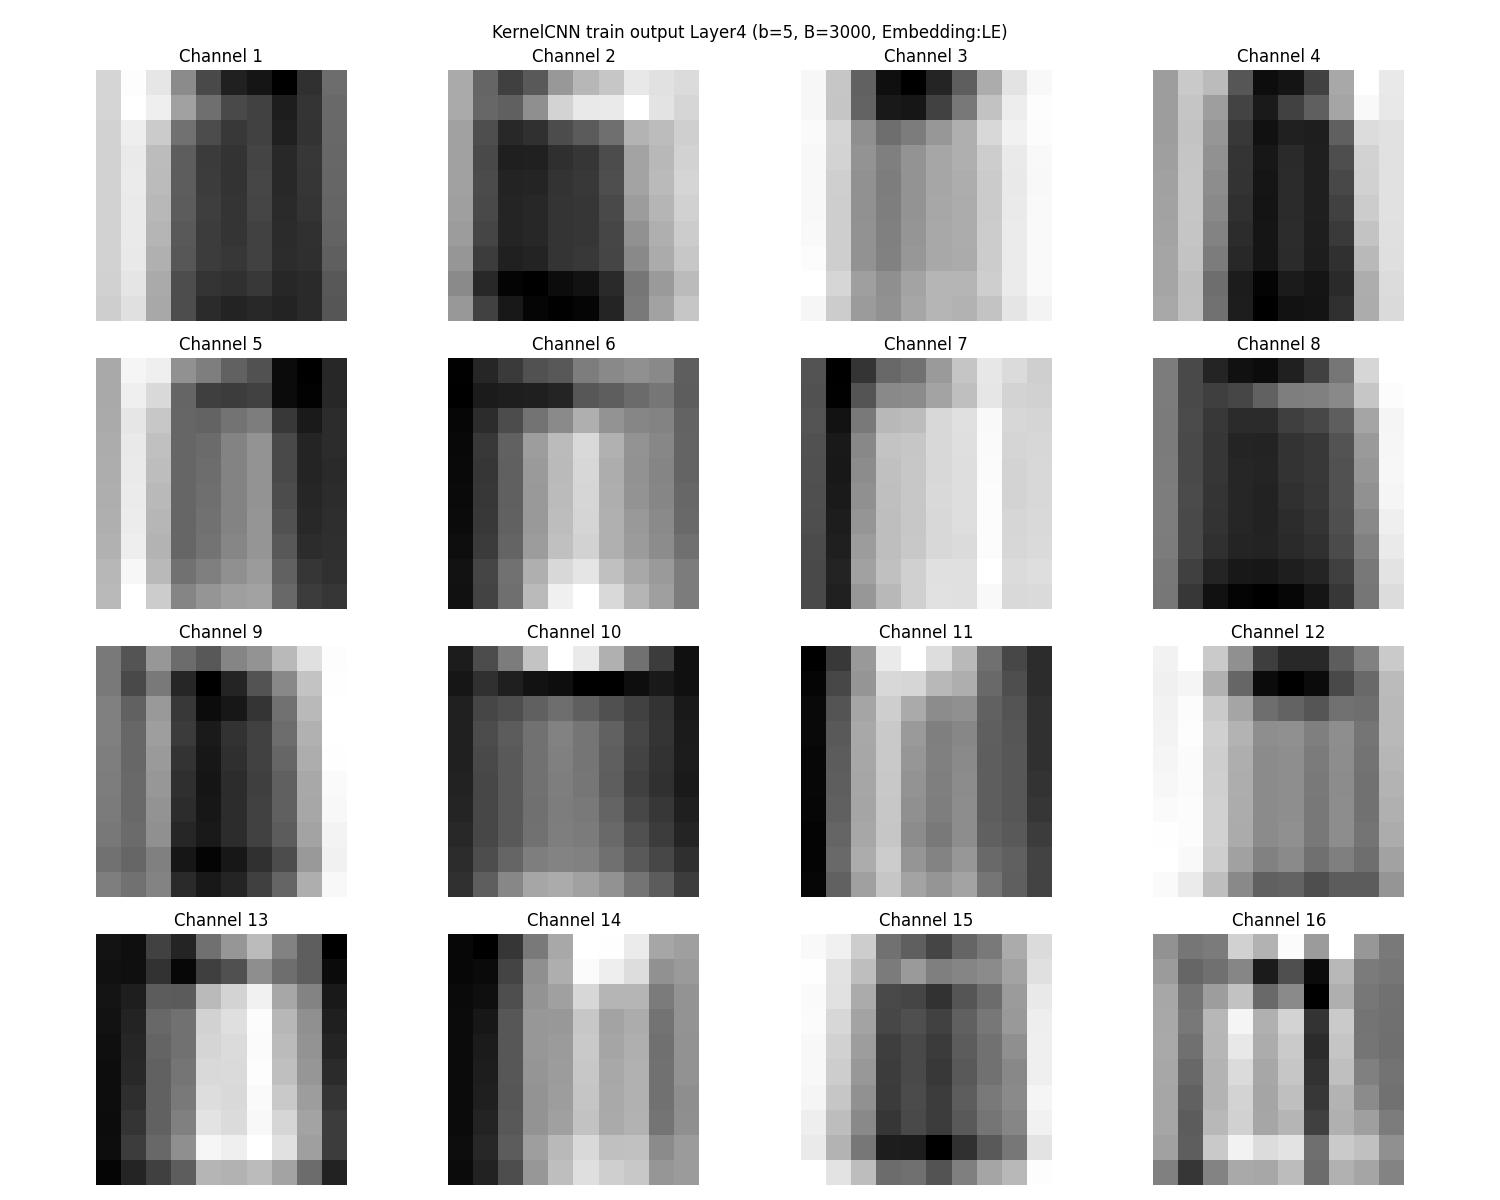 KernelCNN train output Layer4 (b=5, B=3000, Embedding:LE)
Channel 1
Channel 2
Channel 3
Channel 4
Channel 5
Channel 6
Channel 7
Channel 8
Channel 9
Channel 10
Channel 11
Channel 12
Channel 13
Channel 14
Channel 15
Channel 16